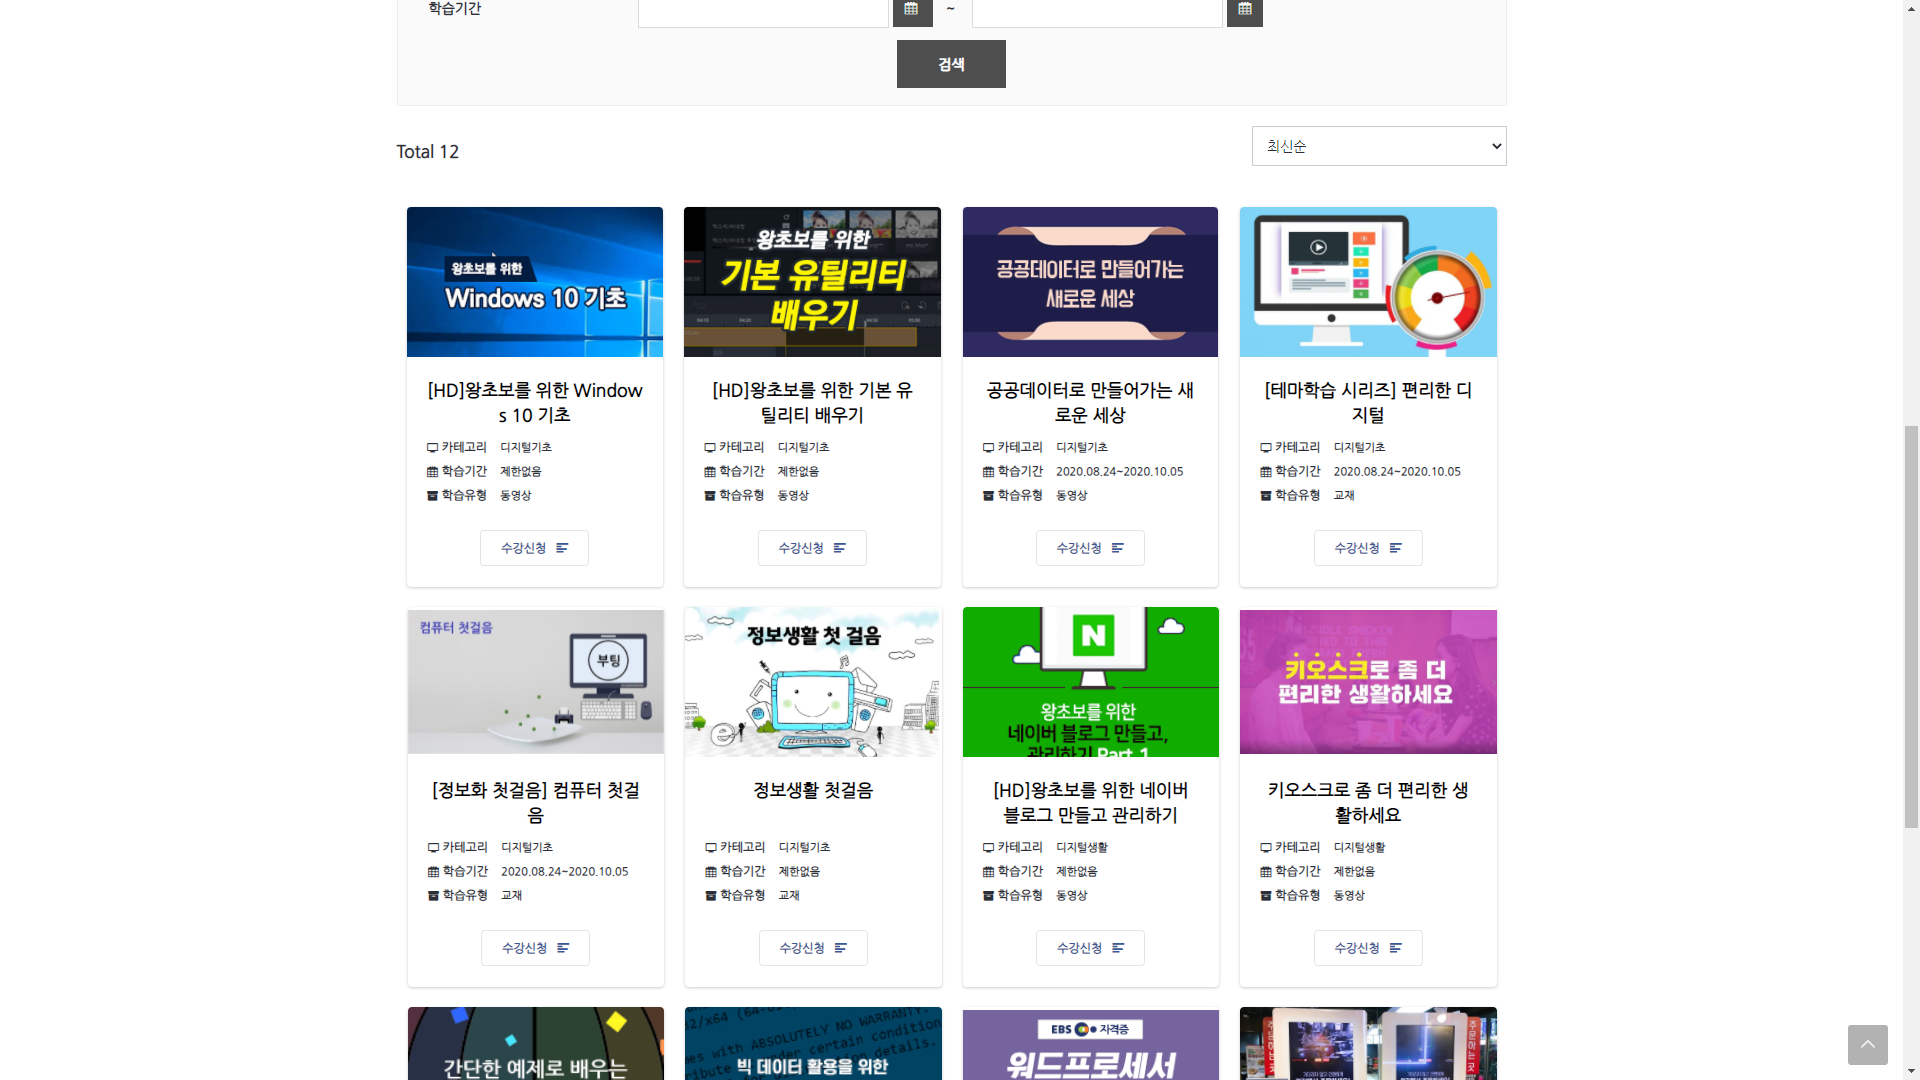 학습기간
~
검색
Total 12
최신순
왕초보를 위한
Windows 10 기초
왕초보를 위한
기본 유틸리티
배우기
공공데이터로 만들어가는
새로운 세상
[HD]왕초보를 위한 Window
s 10 기초
[HD]왕초보를 위한 기본 유
틸리티 배우기
공공데이터로 만들어가는 새
로운 세상
[테마학습 시리즈] 편리한 디
지털
카테고리 디지털기초
카테고리 디지털기초
카테고리 디지털기초
카테고리 디지털기초
학습기간 제한없음
학습기간 제한없음
학습기간 2020.08.24~2020.10.05
학습기간 2020.08.24~2020.10.05
학습유형 동영상
학습유형 동영상
학습유형 동영상
학습유형 교재
수강신청
수강신청
수강신청
수강신청
컴퓨터 첫걸음
부팅
정보생활 첫 걸음
e
N
왕초보를 위한
네이버 블로그 만들고,
관리하기 Part.1
키오스크로 좀 더
편리한 생활하세요
[정보화 첫걸음] 컴퓨터 첫걸
음
정보생활 첫걸음
[HD]왕초보를 위한 네이버
블로그 만들고 관리하기
키오스크로 좀 더 편리한 생
활하세요
카테고리 디지털기초
카테고리 디지털기초
카테고리 디지털생활
카테고리 디지털생활
학습기간 2020.08.24~2020.10.05
학습기간 제한없음
학습기간 제한없음
학습기간 제한없음
학습유형 교재
학습유형 교재
학습유형 동영상
학습유형 동영상
수강신청
수강신청
수강신청
수강신청
간단한 예제로 배우는
ABSOLUTELY NO WARRANTY.
certain condition
details.
빅 데이터 활용을 위한
EBS 자격증
워드프로세서